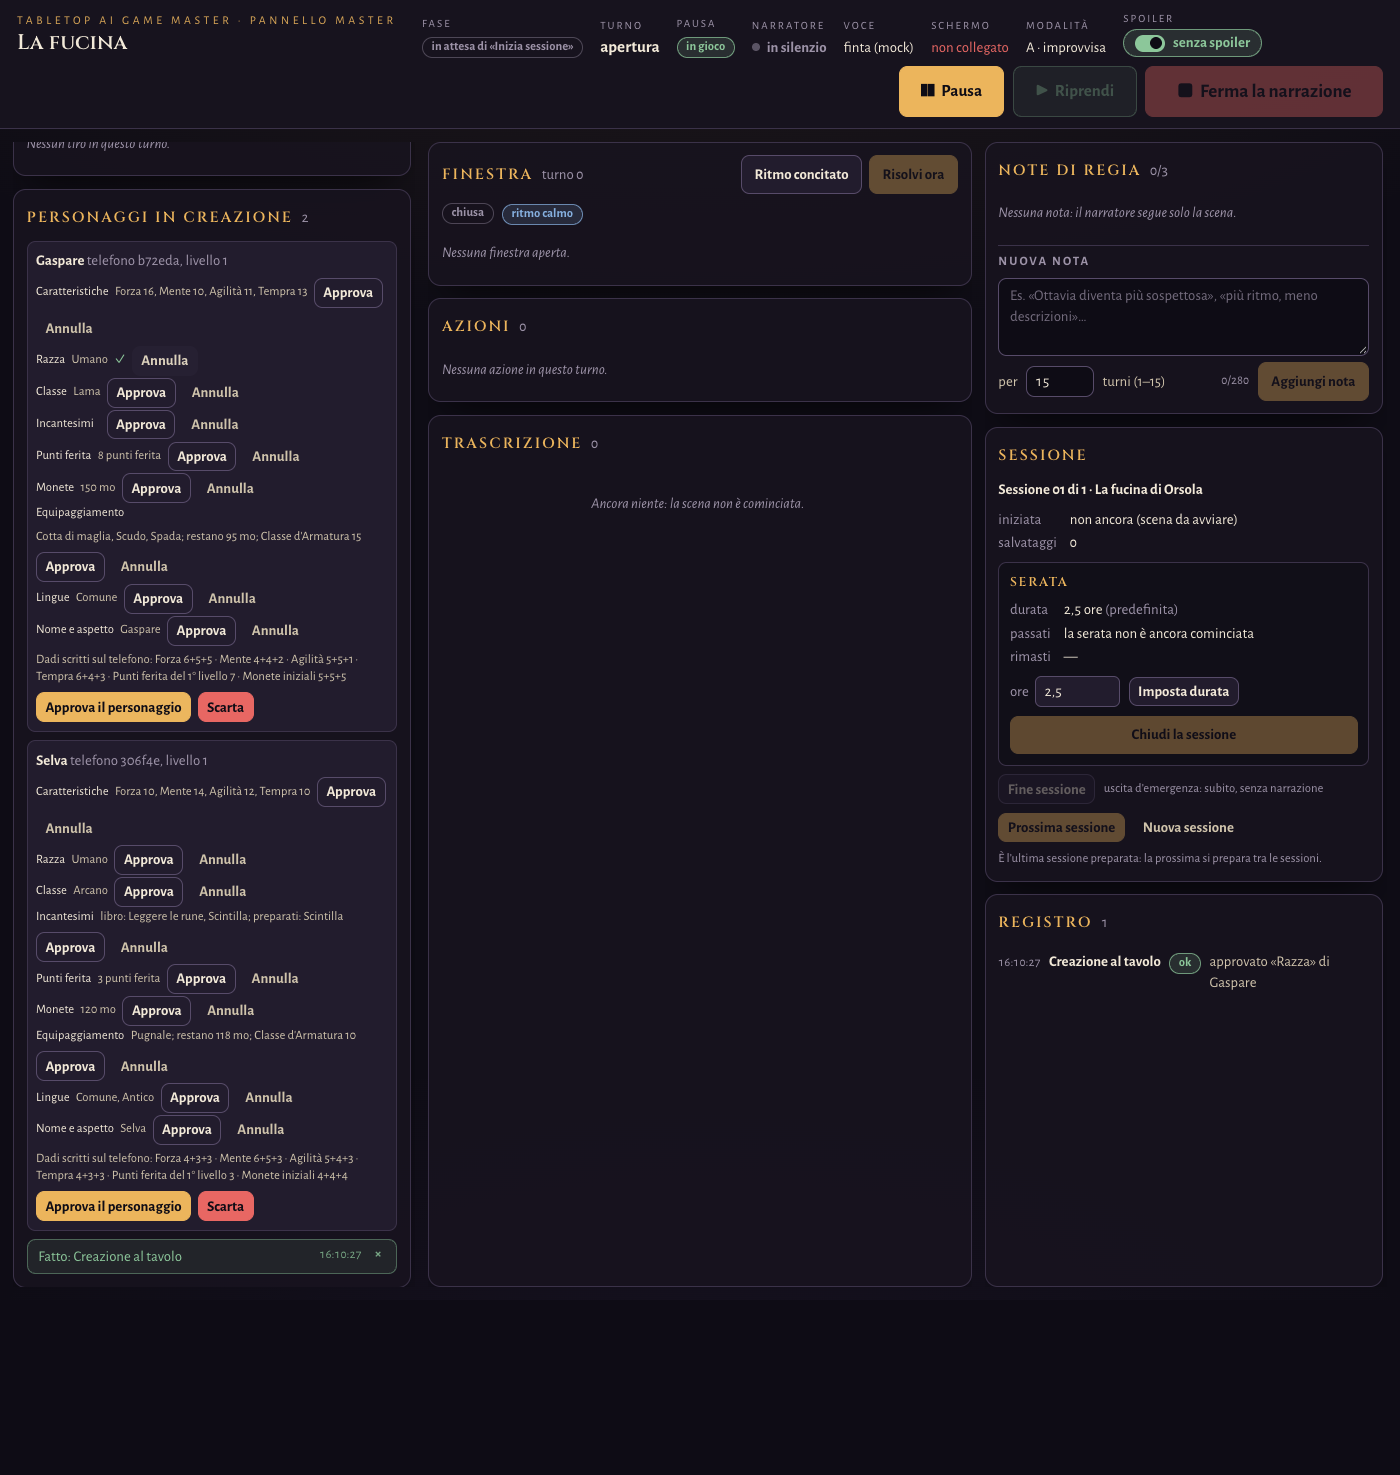 TABLETOP AI GAME MASTER · PANNELLO MASTER
La fucina
FASE
in attesa di «Inizia sessione»
TURNO
apertura
PAUSA
in gioco
NARRATORE
in silenzio
VOCE
finta (mock)
SCHERMO
non collegato
MODALITÀ
A · improvvisa
SPOILER
senza spoiler
Pausa
Riprendi
Ferma la narrazione
Nessun tiro in questo turno.
PERSONAGGI IN CREAZIONE 2
Gaspare telefono b72eda, livello 1
Caratteristiche Forza 16, Mente 10, Agilità 11, Tempra 13 Approva
Annulla
Razza Umano ✓ Annulla
Classe Lama Approva Annulla
Incantesimi Approva Annulla
Punti ferita 8 punti ferita Approva Annulla
Monete 150 mo Approva Annulla
Equipaggiamento
Cotta di maglia, Scudo, Spada; restano 95 mo; Classe d'Armatura 15
Approva Annulla
Lingue Comune Approva Annulla
Nome e aspetto Gaspare Approva Annulla
Dadi scritti sul telefono: Forza 6+5+5 · Mente 4+4+2 · Agilità 5+5+1 ·
Tempra 6+4+3 · Punti ferita del 1° livello 7 · Monete iniziali 5+5+5
Approva il personaggio Scarta
Selva telefono 306f4e, livello 1
Caratteristiche Forza 10, Mente 14, Agilità 12, Tempra 10 Approva
Annulla
Razza Umano Approva Annulla
Classe Arcano Approva Annulla
Incantesimi libro: Leggere le rune, Scintilla; preparati: Scintilla
Approva Annulla
Punti ferita 3 punti ferita Approva Annulla
Monete 120 mo Approva Annulla
Equipaggiamento Pugnale; restano 118 mo; Classe d'Armatura 10
Approva Annulla
Lingue Comune, Antico Approva Annulla
Nome e aspetto Selva Approva Annulla
Dadi scritti sul telefono: Forza 4+3+3 · Mente 6+5+3 · Agilità 5+4+3 ·
Tempra 4+3+3 · Punti ferita del 1° livello 3 · Monete iniziali 4+4+4
Approva il personaggio Scarta
Fatto: Creazione al tavolo 16:10:27 ×
FINESTRA turno 0
Ritmo concitato Risolvi ora
chiusa ritmo calmo
Nessuna finestra aperta.
AZIONI 0
Nessuna azione in questo turno.
TRASCRIZIONE 0
Ancora niente: la scena non è cominciata.
NOTE DI REGIA 0/3
Nessuna nota: il narratore segue solo la scena.
NUOVA NOTA
Es. «Ottavia diventa più sospettosa», «più ritmo, meno
descrizioni»…
per 15 turni (1–15) 0/280 Aggiungi nota
SESSIONE
Sessione 01 di 1 · La fucina di Orsola
iniziata non ancora (scena da avviare)
salvataggi 0
SERATA
durata 2,5 ore (predefinita)
passati la serata non è ancora cominciata
rimasti —
ore 2,5 Imposta durata
Chiudi la sessione
Fine sessione uscita d'emergenza: subito, senza narrazione
Prossima sessione Nuova sessione
È l'ultima sessione preparata: la prossima si prepara tra le sessioni.
REGISTRO 1
16:10:27 Creazione al tavolo ok approvato «Razza» di
Gaspare